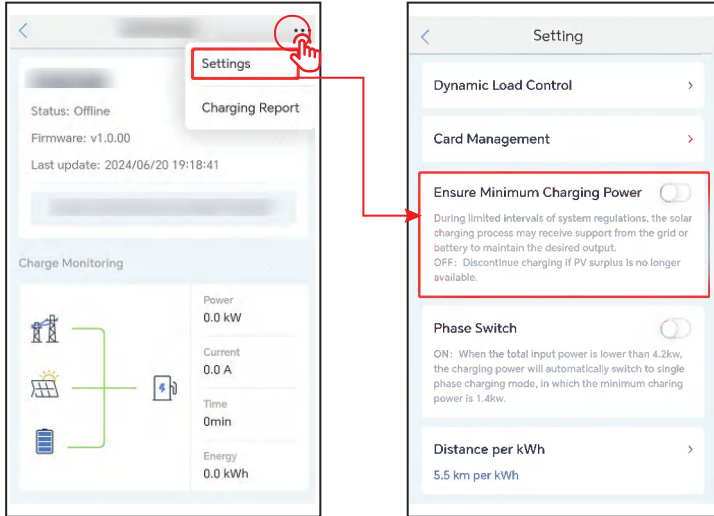 Settings
Charging Report
Status: Offline
Firmware: v1.0.00
Last update: 2024/06/20 19:18:41
Charge Monitoring
Power
0.0 kW
Current
0.0 A
Time
0min
Energy
0.0 kWh
Setting
Dynamic Load Control
Card Management
Ensure Minimum Charging Power
During limited intervals of system regulations, the solar
charging process may receive support from the grid or
battery to maintain the desired output.
OFF: Discontinue charging if PV surplus is no longer
available.
Phase Switch
ON: When the total input power is lower than 4.2kw,
the charging power will automatically switch to single
phase charging mode, in which the minimum charing
power is 1.4kw.
Distance per kWh
5.5 km per kWh